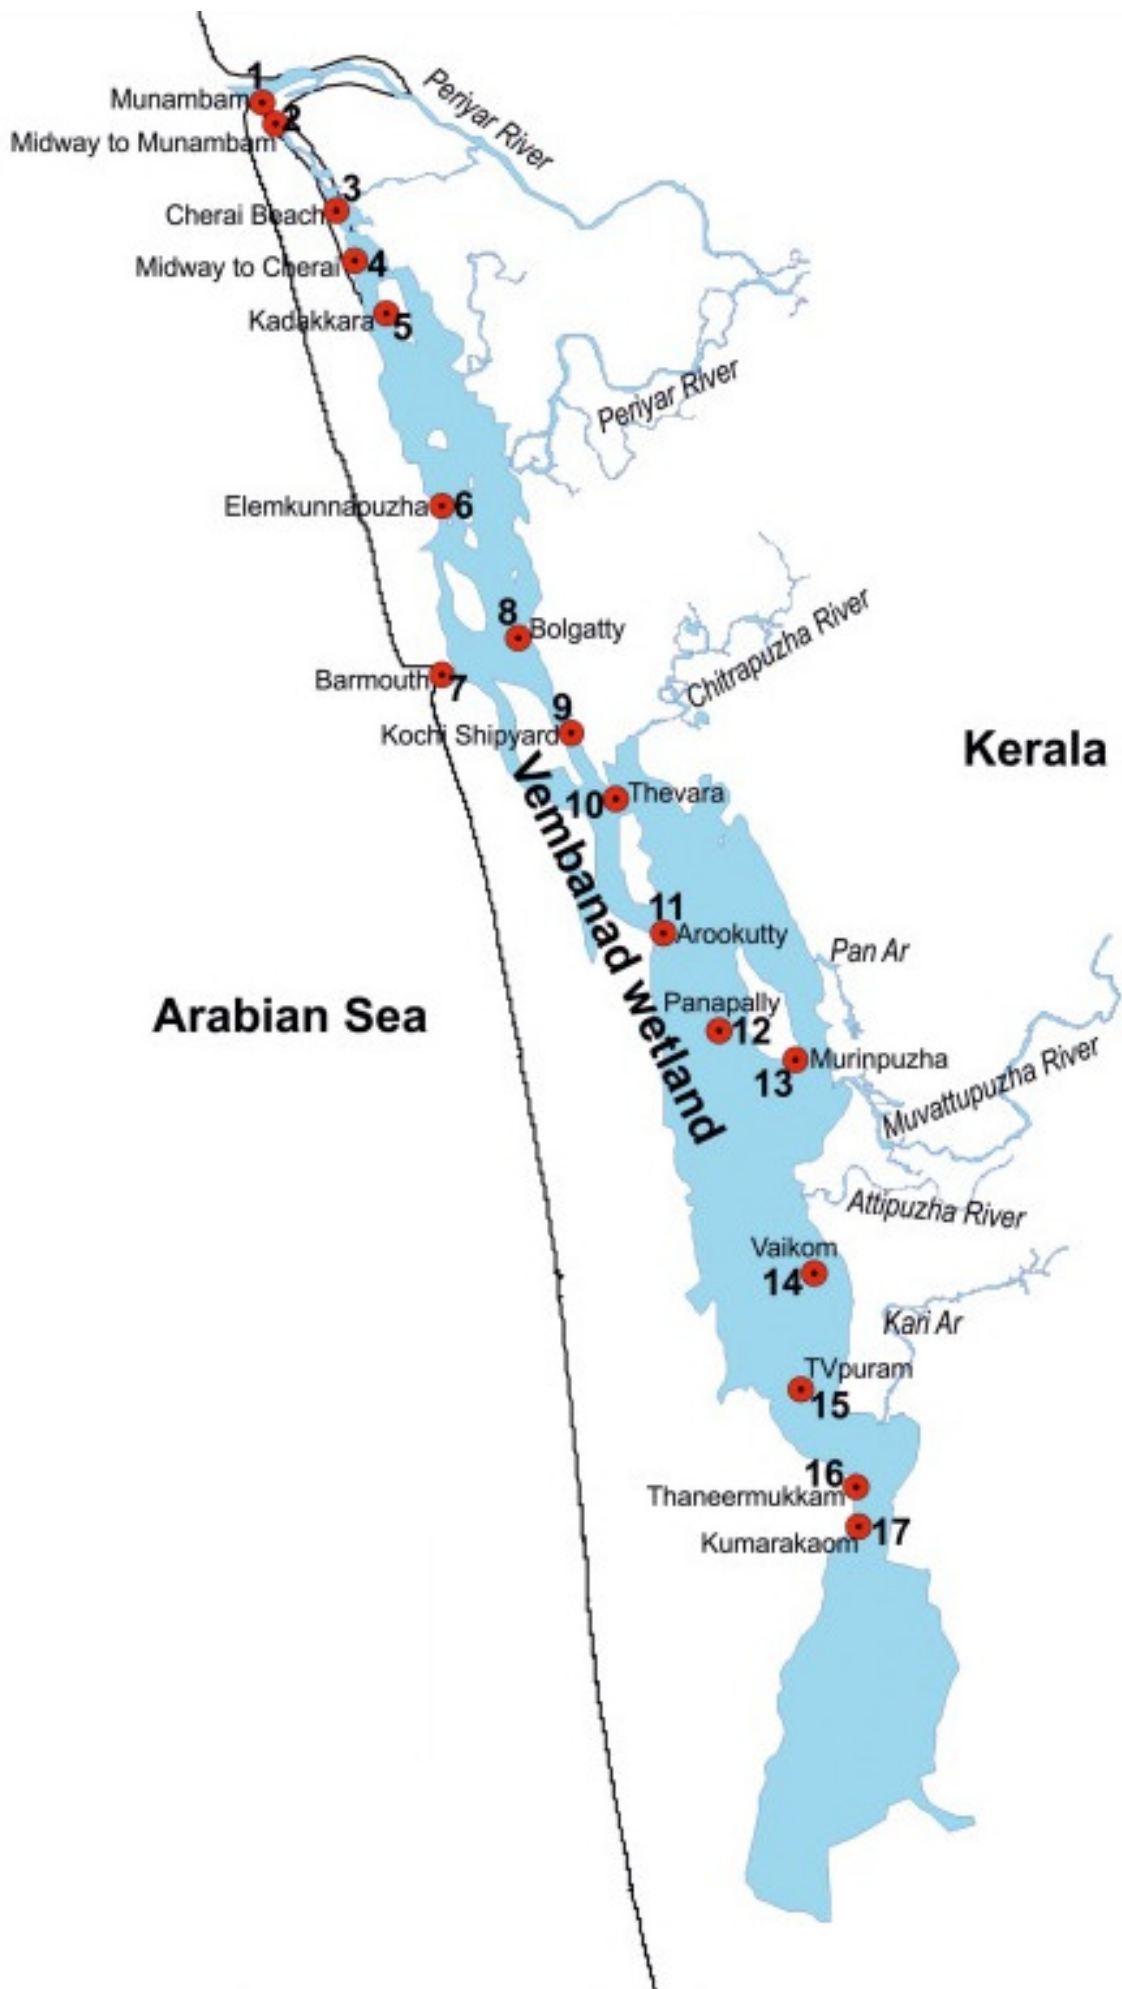 1
Munambam
Periyar River
2
Midway to Munambam
3
Cherai Beach
Midway to Cherai
4
Kadakkara
5
Periyar River
Elemkunnapuzha
6
8
Bolgatty
Chitrapuzha River
Barmouth
7
9
Kochi Shipyard
Kerala
10
Thevara
Vembanad wetland
11
Arookutty
Pan Ar
Arabian Sea
Panapally
12
13
Murinpuzha
Muvattupuzha River
Attipuzha River
Vaikom
14
Kari Ar
TVpuram
15
16
Thaneermukkam
17
Kumarakaom